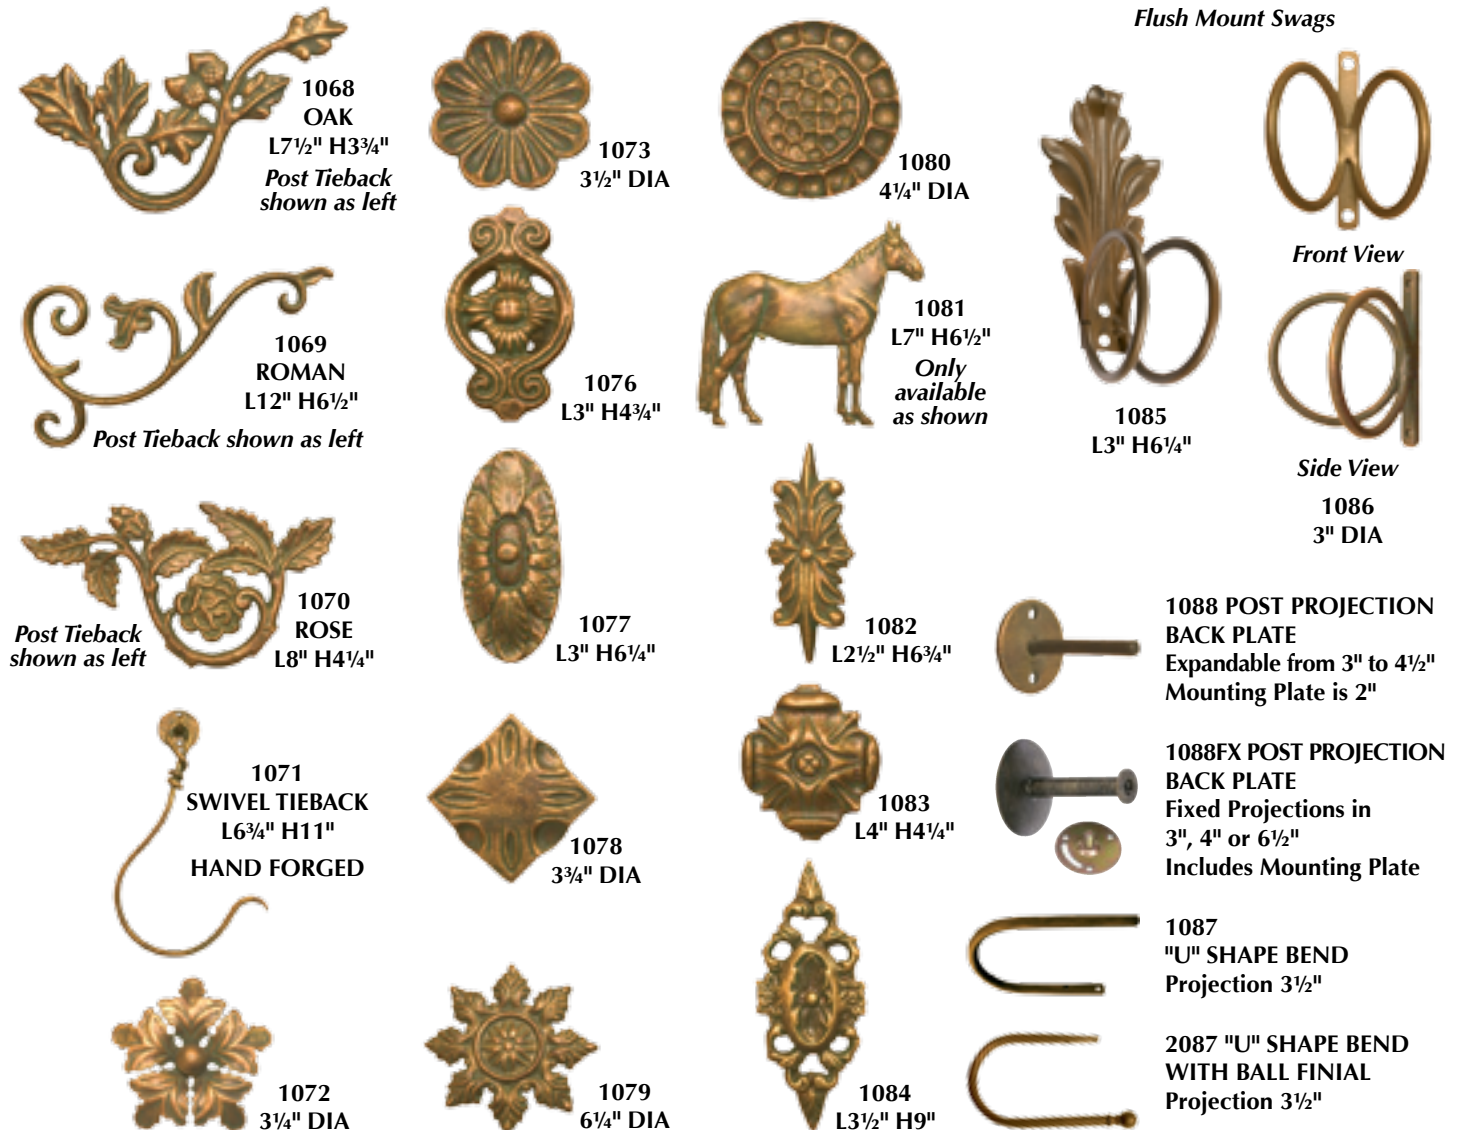 Flush Mount Swags
1068
OAK
L7½" H3¾"
Post Tieback
shown as left
1073
3½" DIA
1080
4¼" DIA
Front View
1069
ROMAN
L12" H6½"
Post Tieback shown as left
1076
L3" H4¾"
1081
L7" H6½"
Only
available
as shown
1085
L3" H6¼"
Side View
1086
3" DIA
1070
ROSE
L8" H4¼"
Post Tieback
shown as left
1077
L3" H6¼"
1082
L2½" H6¾"
1088 POST PROJECTION
BACK PLATE
Expandable from 3" to 4½"
Mounting Plate is 2"
1071
SWIVEL TIEBACK
L6¾" H11"
HAND FORGED
1078
3¾" DIA
1083
L4" H4¼"
1088FX POST PROJECTION
BACK PLATE
Fixed Projections in
3", 4" or 6½"
Includes Mounting Plate
1087
"U" SHAPE BEND
Projection 3½"
1072
3¼" DIA
1079
6¼" DIA
1084
L3½" H9"
2087 "U" SHAPE BEND
WITH BALL FINIAL
Projection 3½"